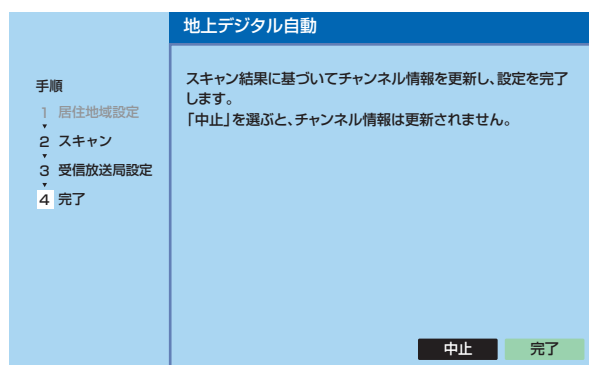 地上デジタル自動
手順
1 居住地域設定
2 スキャン
3 受信放送局設定
4 完了
スキャン結果に基づいてチャンネル情報を更新し、設定を完了
します。
「中止」を選ぶと、チャンネル情報は更新されません。
中止 完了